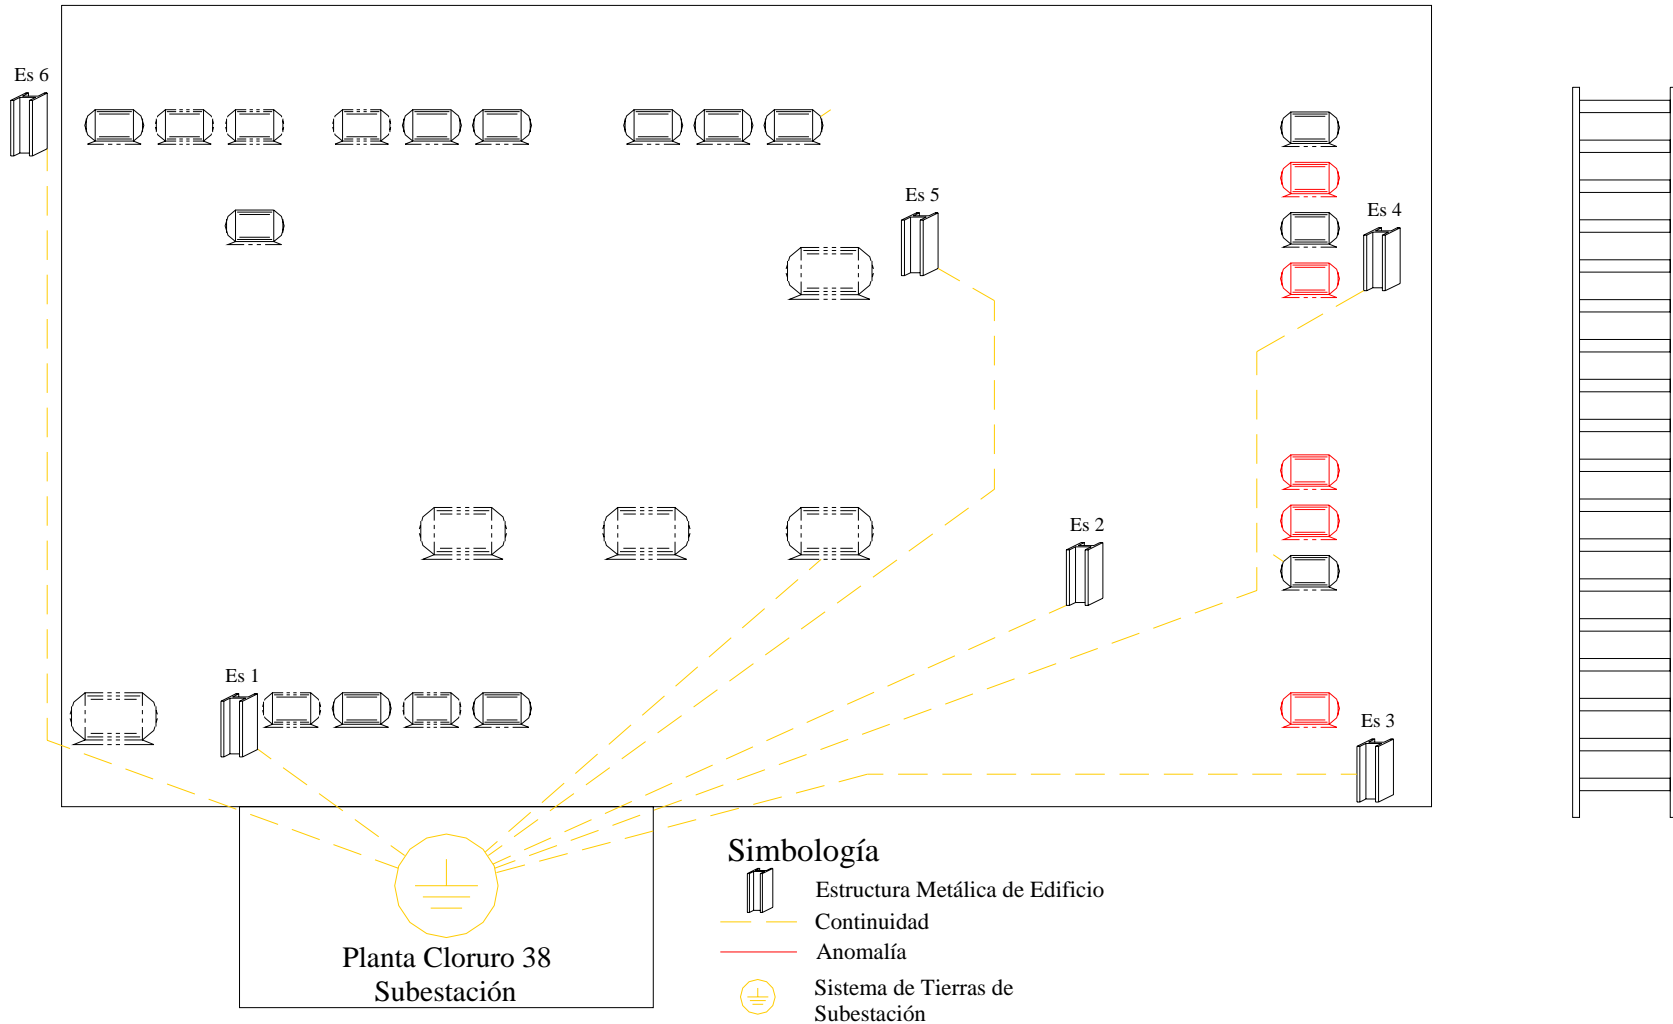 Es 6
Es 5
Es 4
Es 2
Es 1
Es 3
Planta Cloruro 38
Subestación
Simbología
Estructura Metálica de Edificio
Continuidad
Anomalía
Sistema de Tierras de
Subestación